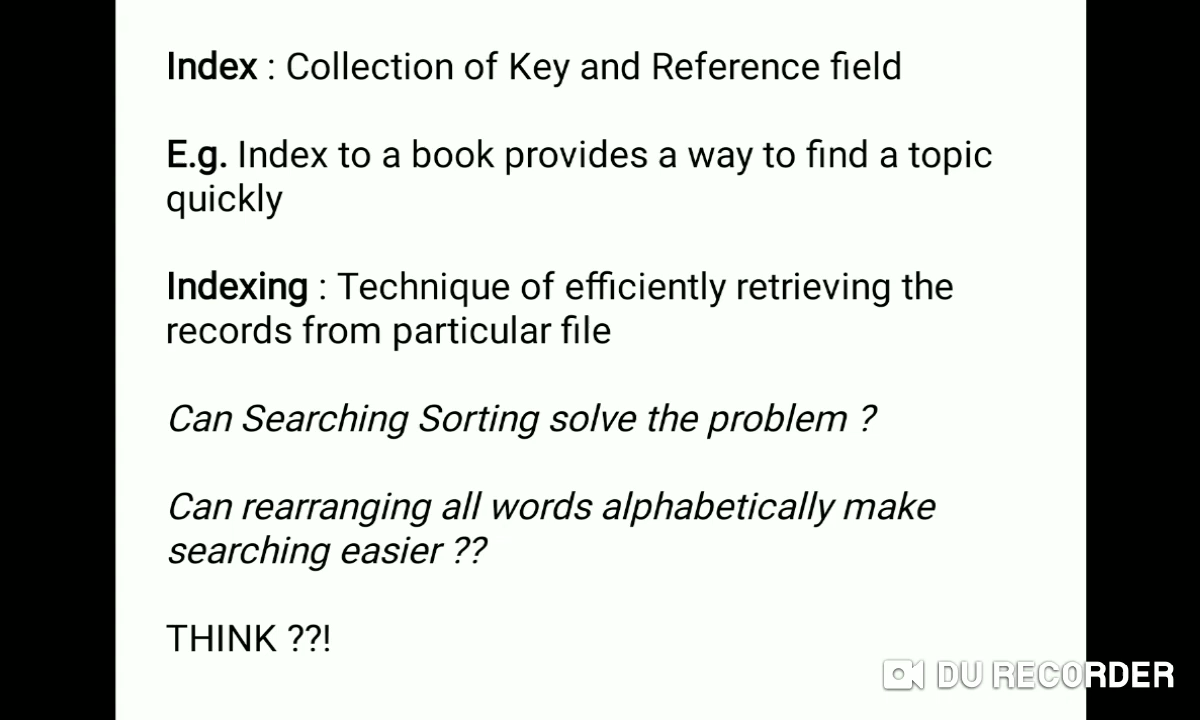 Index : Collection of Key and Reference field
E.g. Index to a book provides a way to find a topic
quickly
Indexing : Technique of efficiently retrieving the
records from particular file
Can Searching Sorting solve the problem ?
Can rearranging all words alphabetically make
searching easier ??
THINK ??!
DU RECORDER